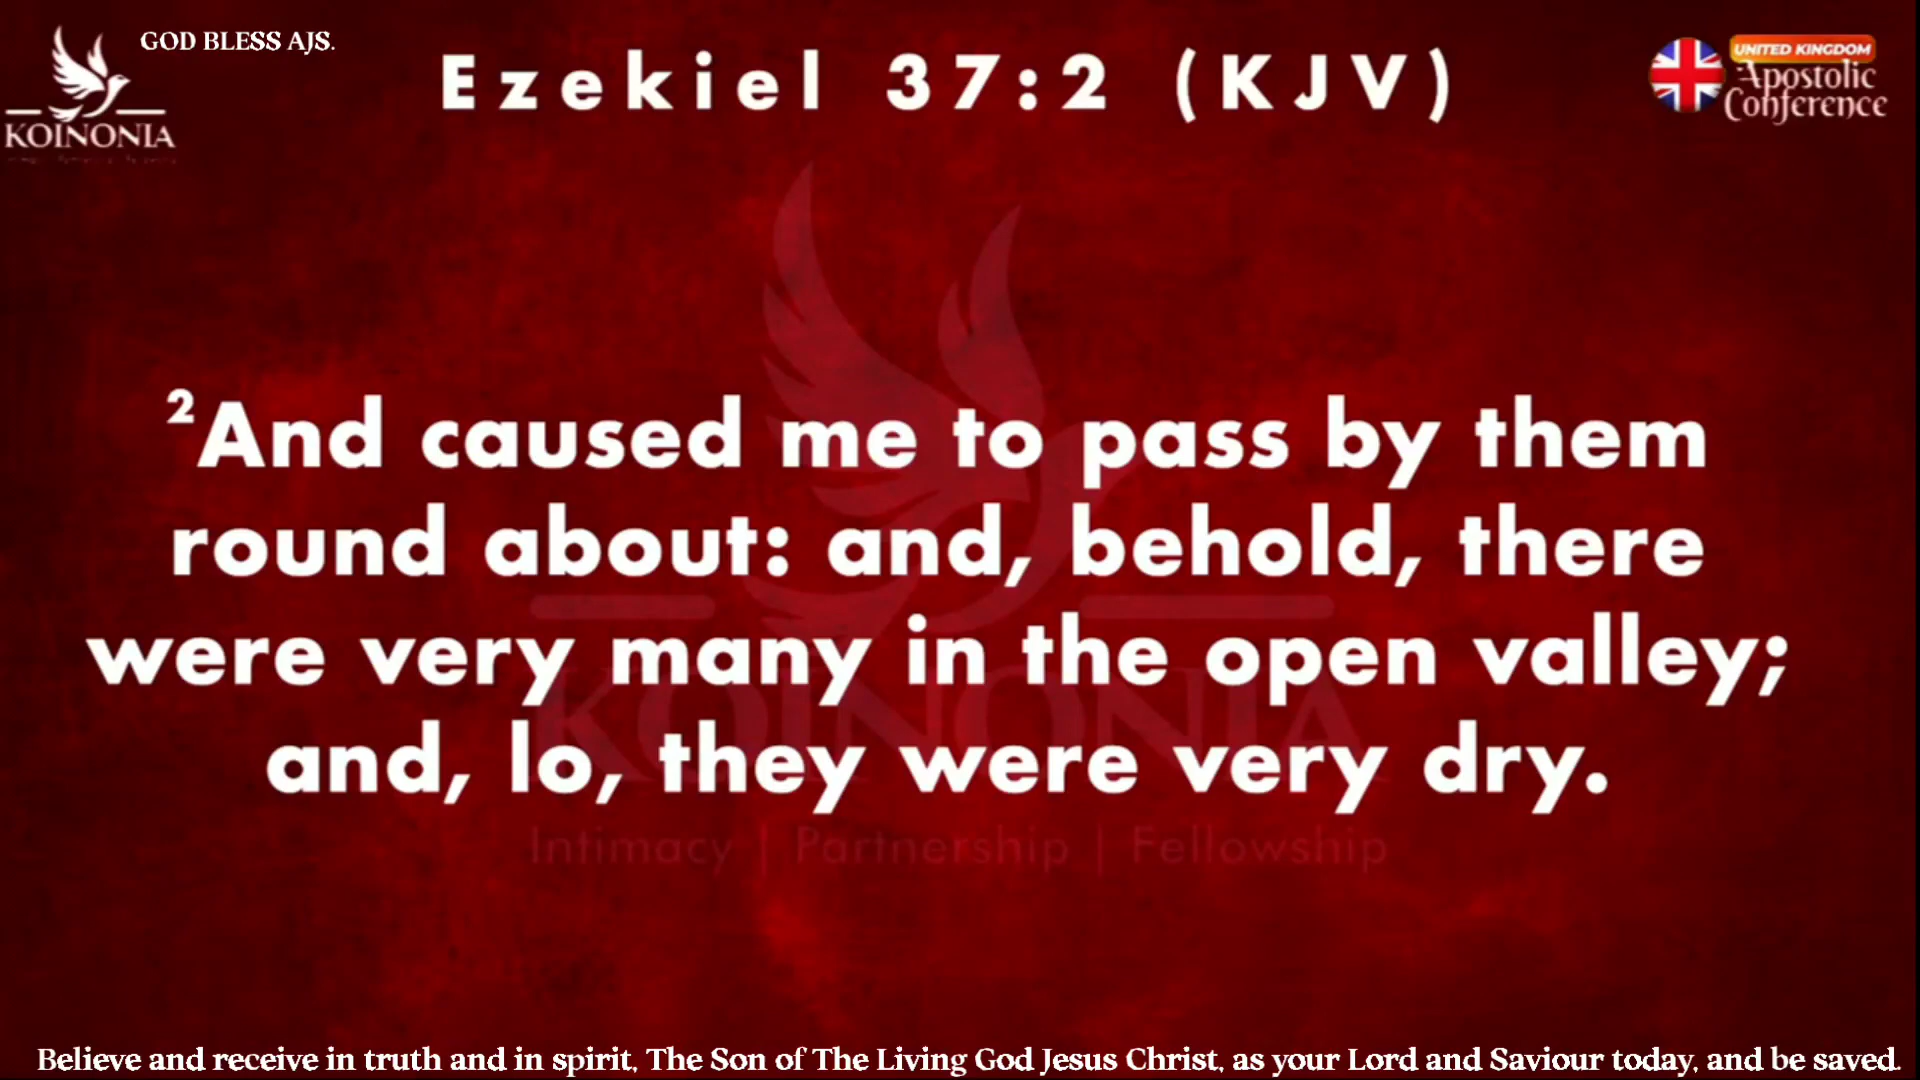 GOD BLESS AJS.
KOINONIA
Ezekiel 37:2 (KJV)
UNITED KINGDOM
Apostolic
Conference
²And caused me to pass by them
round about: and, behold, there
were very many in the open valley;
and, lo, they were very dry.
KOINONIA
Intimacy | Partnership | Fellowship
Believe and receive in truth and in spirit, The Son of The Living God Jesus Christ, as your Lord and Saviour today, and be saved.